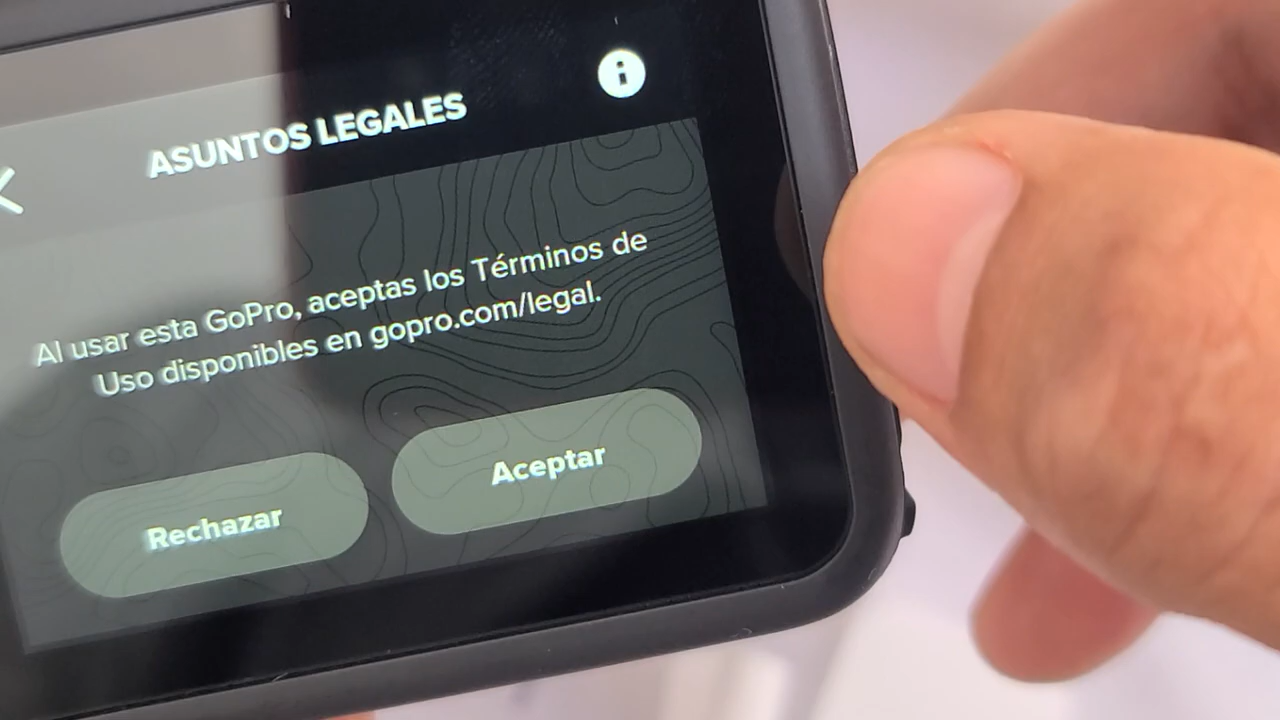 ASUNTOS LEGALES
Al usar esta GoPro, aceptas los Términos de
Uso disponibles en gopro.com/legal.
Rechazar
Aceptar